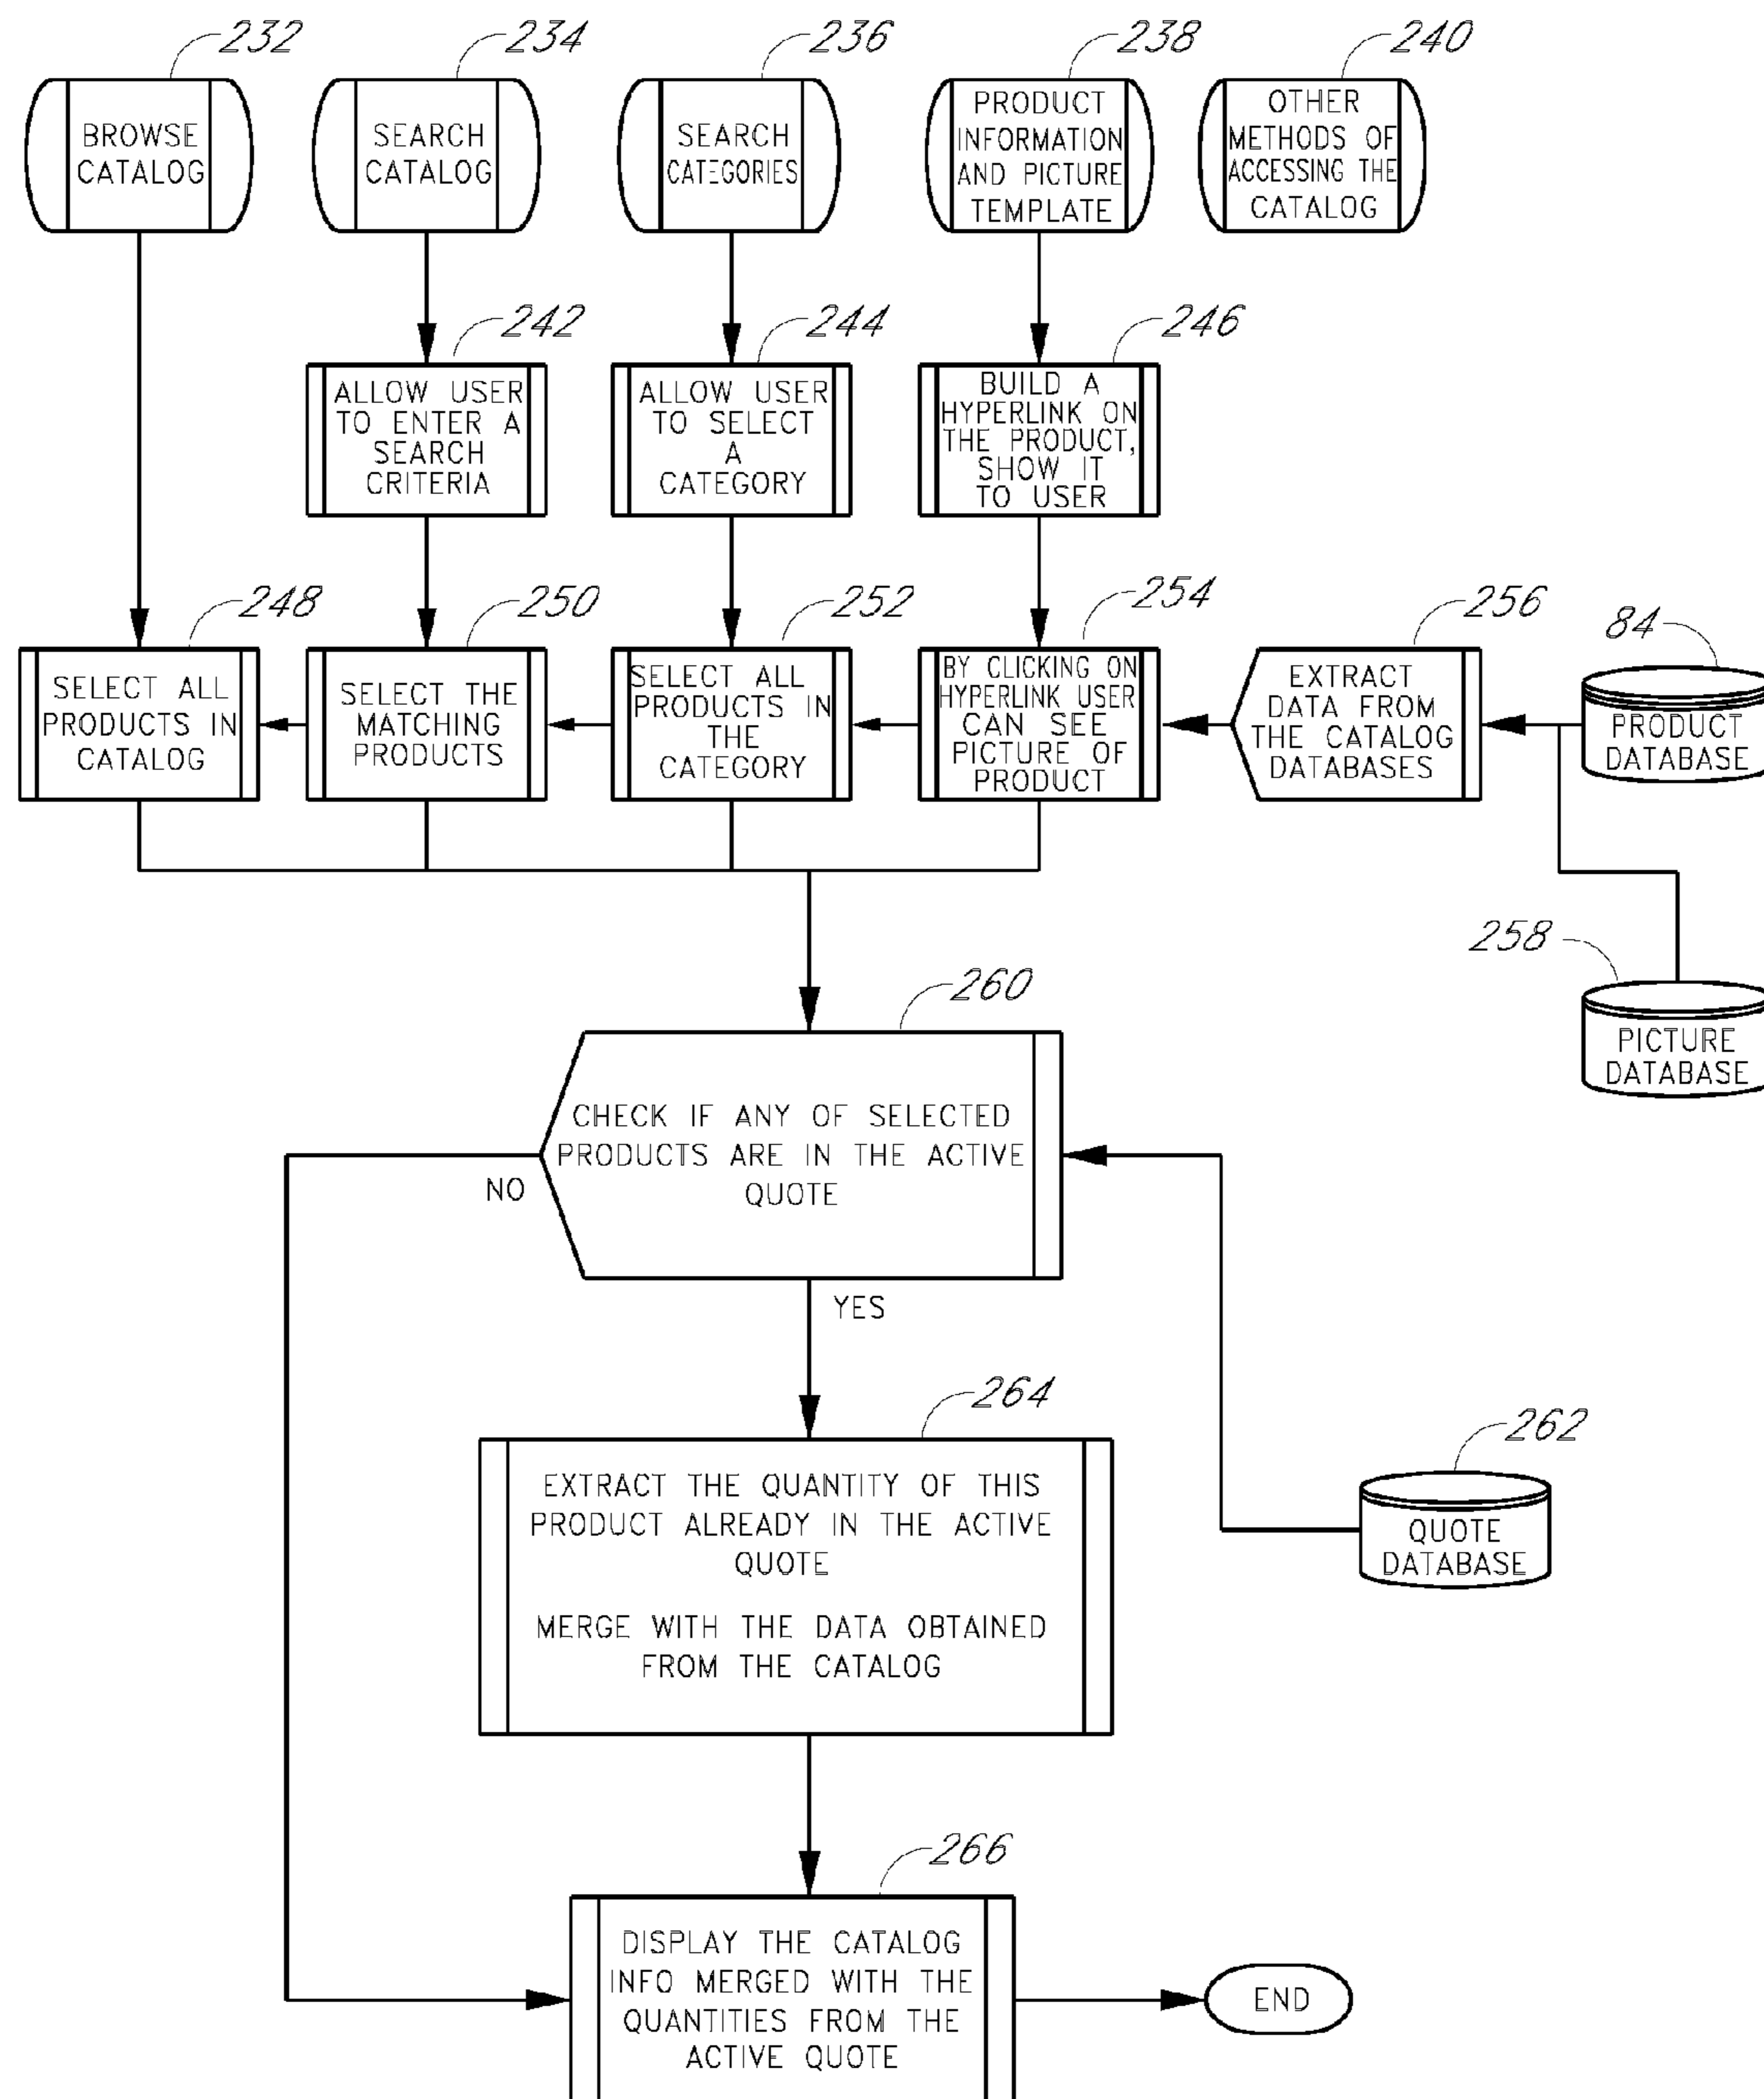 232
234
236
238
240
BROWSE
CATALOG
SEARCH
CATALOG
SEARCH
CATEGORIES
PRODUCT
INFORMATION
AND PICTURE
TEMPLATE
OTHER
METHODS OF
ACCESSING THE
CATALOG
242
244
246
ALLOW USER
TO ENTER A
SEARCH
CRITERIA
ALLOW USER
TO SELECT
A
CATEGORY
BUILD A
HYPERLINK ON
THE PRODUCT,
SHOW IT
TO USER
248
250
252
254
256
84
SELECT ALL
PRODUCTS IN
CATALOG
SELECT THE
MATCHING
PRODUCTS
SELECT ALL
PRODUCTS IN
THE
CATEGORY
BY CLICKING ON
HYPERLINK USER
CAN SEE
PICTURE OF
PRODUCT
EXTRACT
DATA FROM
THE CATALOG
DATABASES
PRODUCT
DATABASE
258
PICTURE
DATABASE
260
CHECK IF ANY OF SELECTED
PRODUCTS ARE IN THE ACTIVE
QUOTE
NO
YES
262
QUOTE
DATABASE
264
EXTRACT THE QUANTITY OF THIS
PRODUCT ALREADY IN THE ACTIVE
QUOTE
MERGE WITH THE DATA OBTAINED
FROM THE CATALOG
266
DISPLAY THE CATALOG
INFO MERGED WITH THE
QUANTITIES FROM THE
ACTIVE QUOTE
END